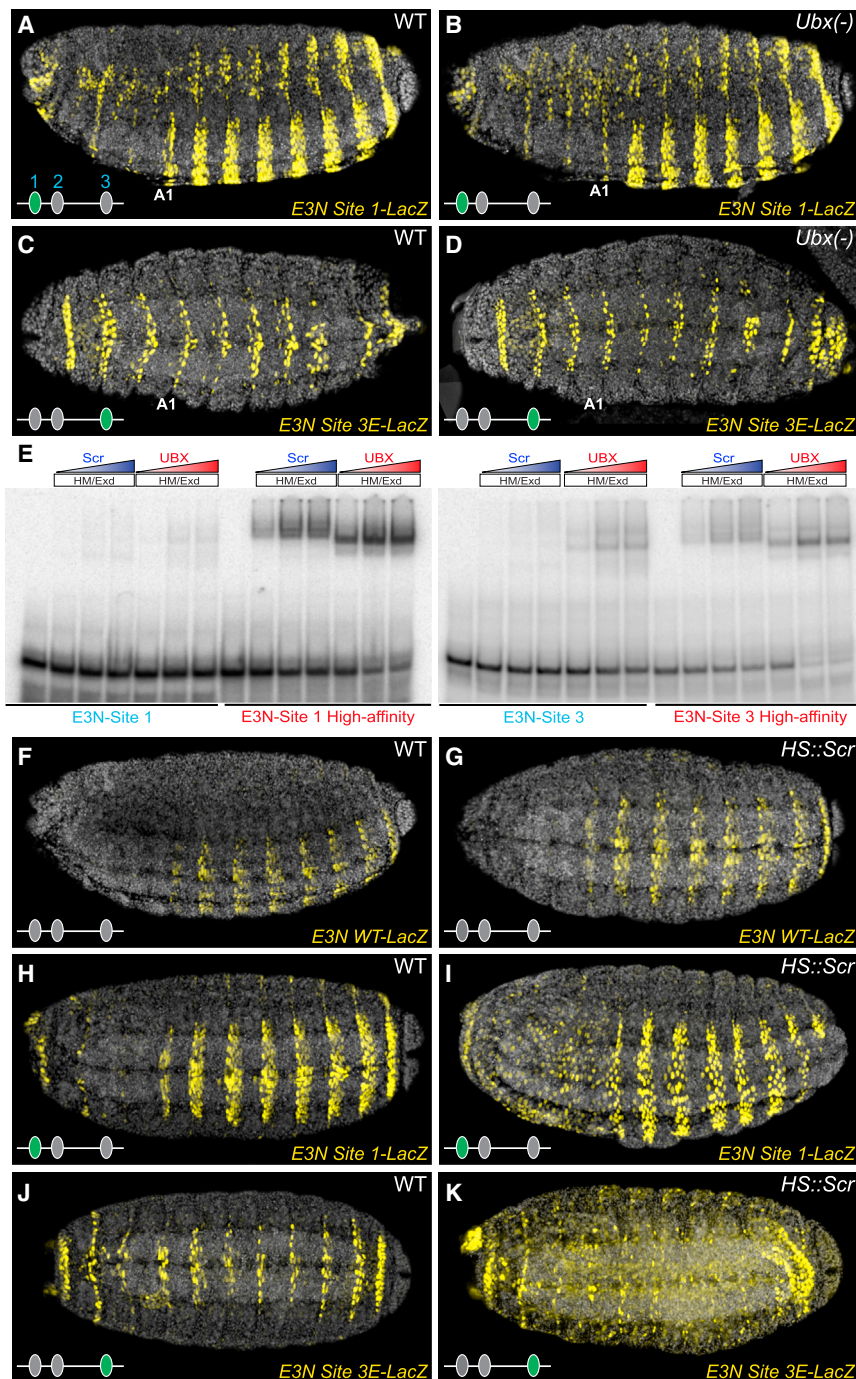 A WT
1 2 3
A1
E3N Site 1-LacZ
B Ubx(-)
A1
E3N Site 1-LacZ
C WT
A1
E3N Site 3E-LacZ
D Ubx(-)
A1
E3N Site 3E-LacZ
E
Scr UBX Scr UBX Scr UBX Scr UBX
HM/Exd HM/Exd HM/Exd HM/Exd HM/Exd HM/Exd HM/Exd HM/Exd
E3N-Site 1 E3N-Site 1 High-affinity E3N-Site 3 E3N-Site 3 High-affinity
F WT
E3N WT-LacZ
G HS::Scr
E3N WT-LacZ
H WT
E3N Site 1-LacZ
I HS::Scr
E3N Site 1-LacZ
J WT
E3N Site 3E-LacZ
K HS::Scr
E3N Site 3E-LacZ